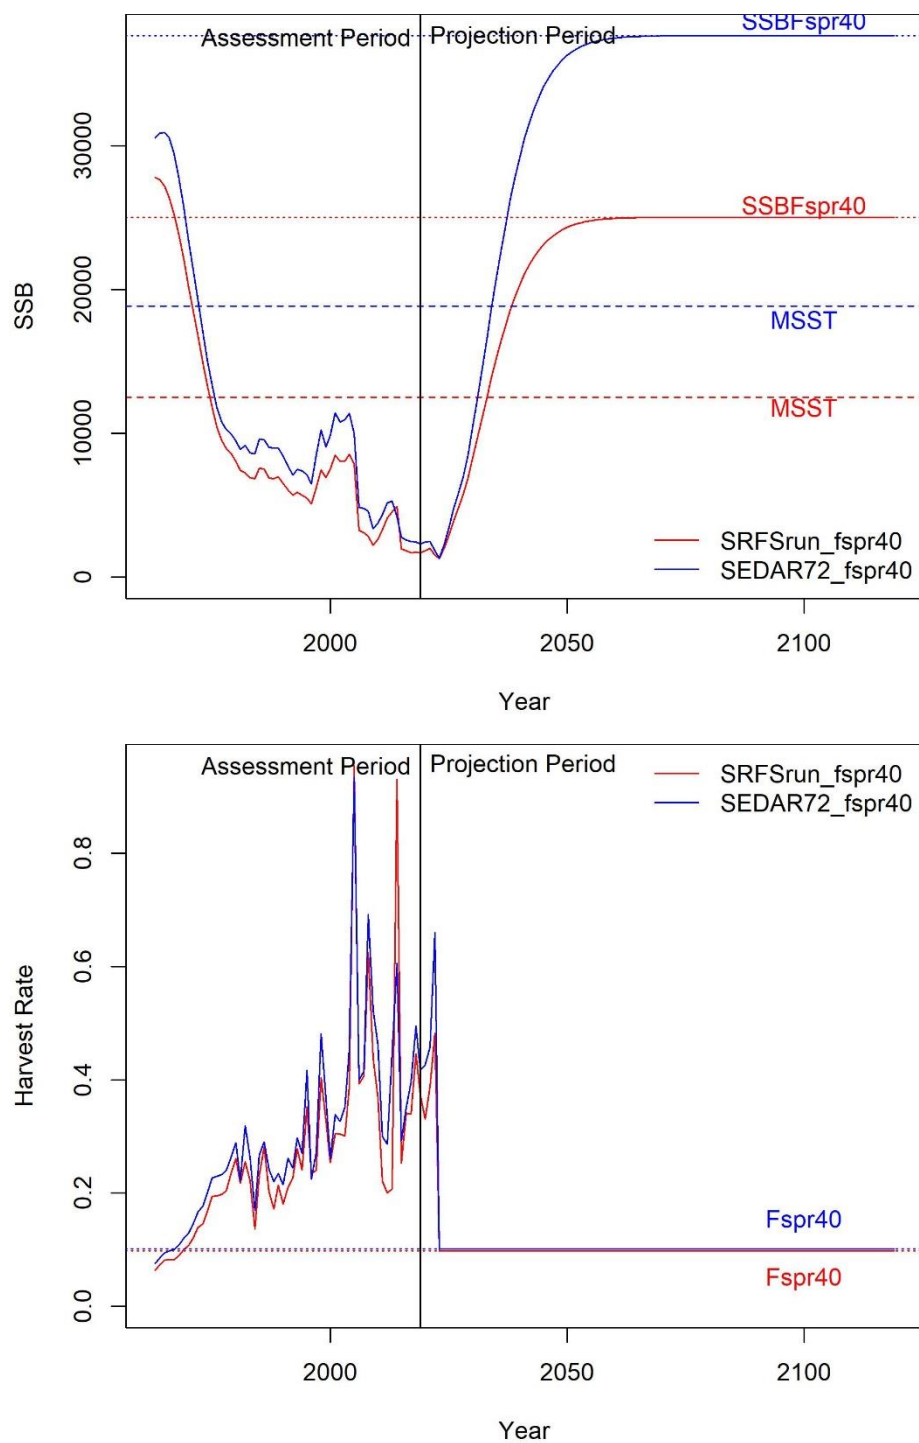 Assessment Period
Projection Period
SSBFspr40
SSBFspr40
MSST
MSST
SRFSrun_fspr40
SEDAR72_fspr40
SSB
30000
20000
10000
0
2000
2050
2100
Year
Assessment Period
Projection Period
SRFSrun_fspr40
SEDAR72_fspr40
Harvest Rate
0.8
0.6
0.4
0.2
0.0
Fspr40
Fspr40
2000
2050
2100
Year